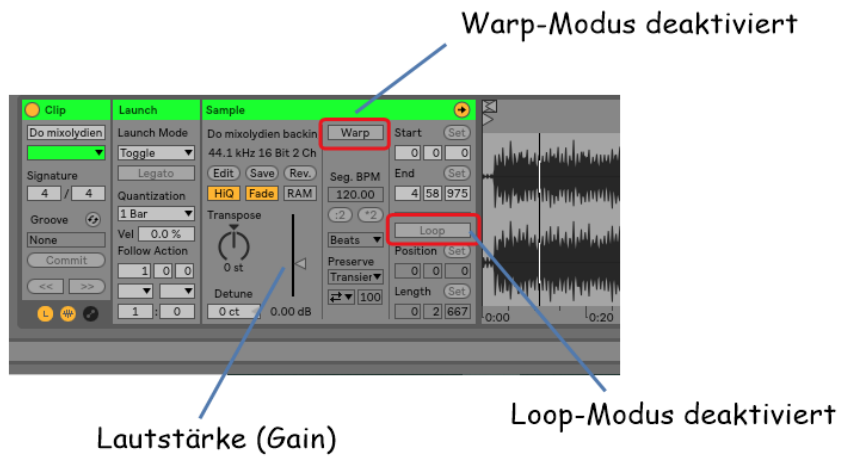 Warp-Modus deaktiviert
Clip
Launch
Sample
Do mixolydien
Launch Mode
Do mixolydien backin
Warp
Start
Set
Toggle
44.1 kHz 16 Bit 2 Ch
0 0 0
Signature
Legato
Edit
Save
Rev.
Seg. BPM
End
Set
4 / 4
Quantization
HiQ
Fade
RAM
120.00
4 58 975
Groove
1 Bar
Transpose
:2
*2
Loop
None
Vel 0.0 %
Beats
Position
Set
Commit
Follow Action
0 st
Preserve
0 0 0
1 0 0
Transier
<<
>>
Detune
100
Length
Set
L
1 : 0
0 ct
0.00 dB
0 2 667
0:00
0:20
Loop-Modus deaktiviert
Lautstärke (Gain)